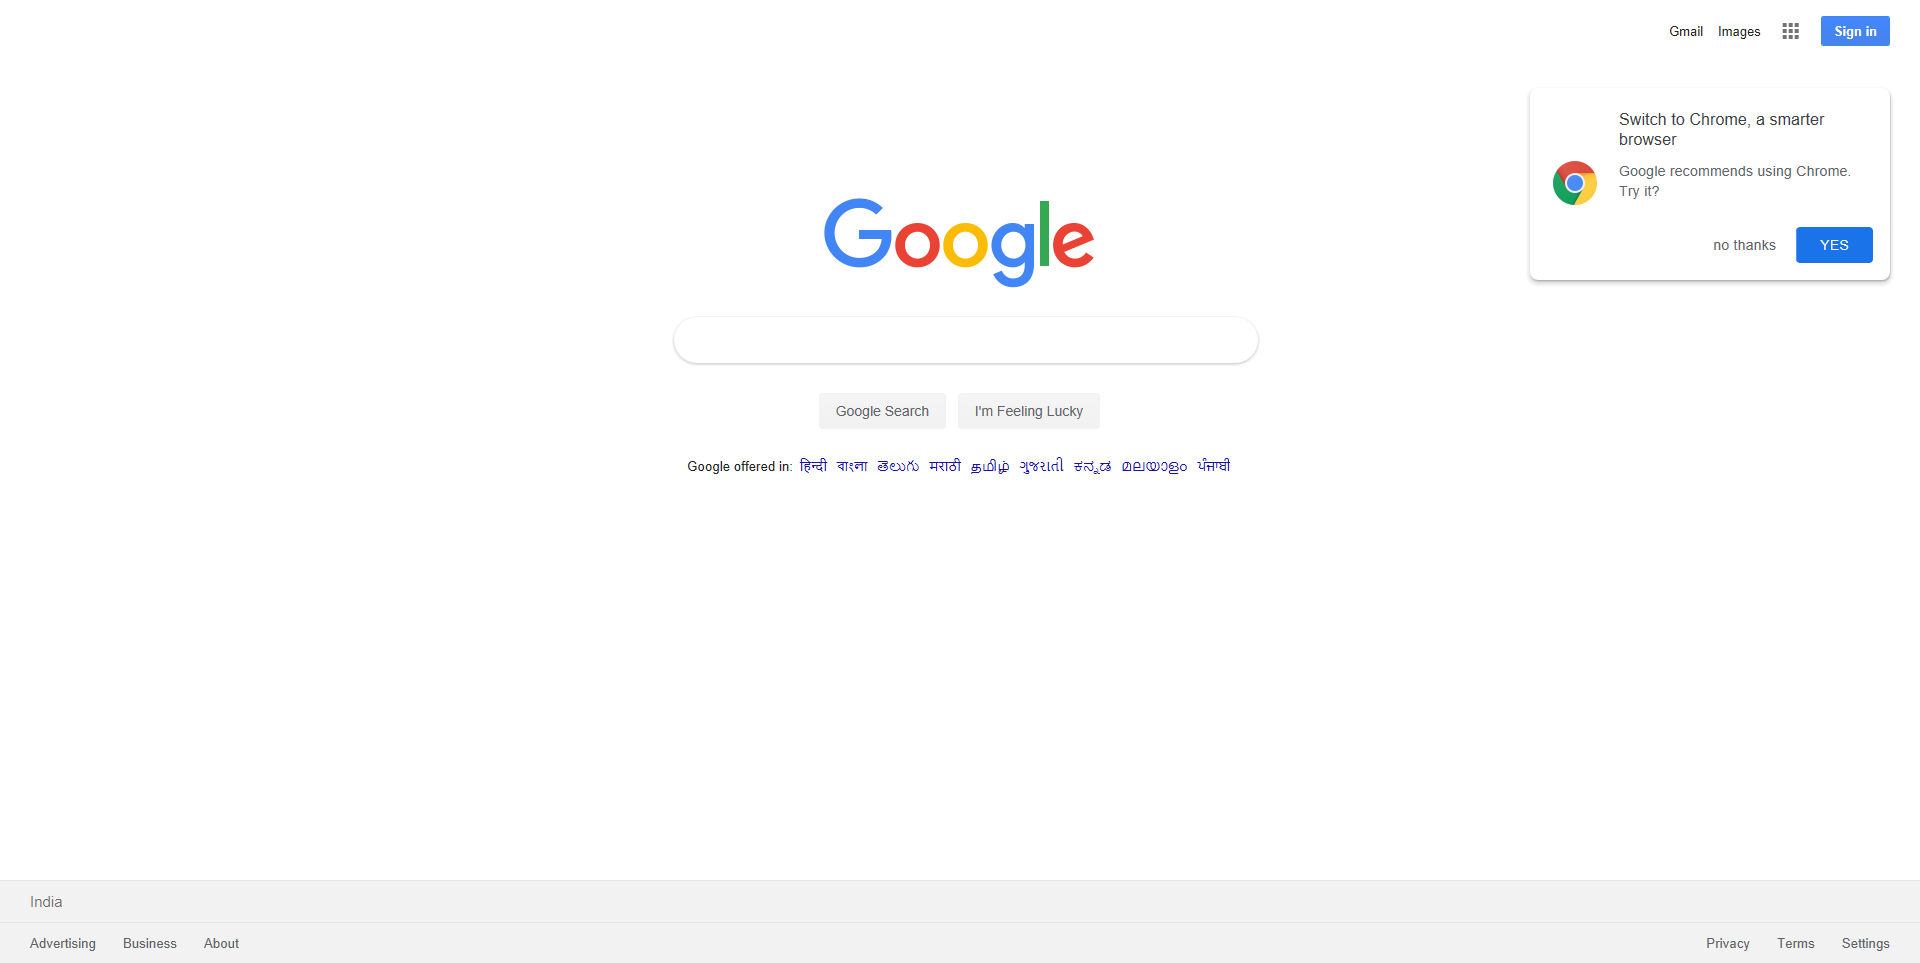 Gmail Images Sign in
Switch to Chrome, a smarter
browser
Google recommends using Chrome.
Try it?
no thanks YES
Google
Google Search I'm Feeling Lucky
Google offered in: हिन्दी বাংলা తెలుగు मराठी தமிழ் ગુજરાતી ಕನ್ನಡ മലയാളം ਪੰਜਾਬੀ
India
Advertising Business About Privacy Terms Settings